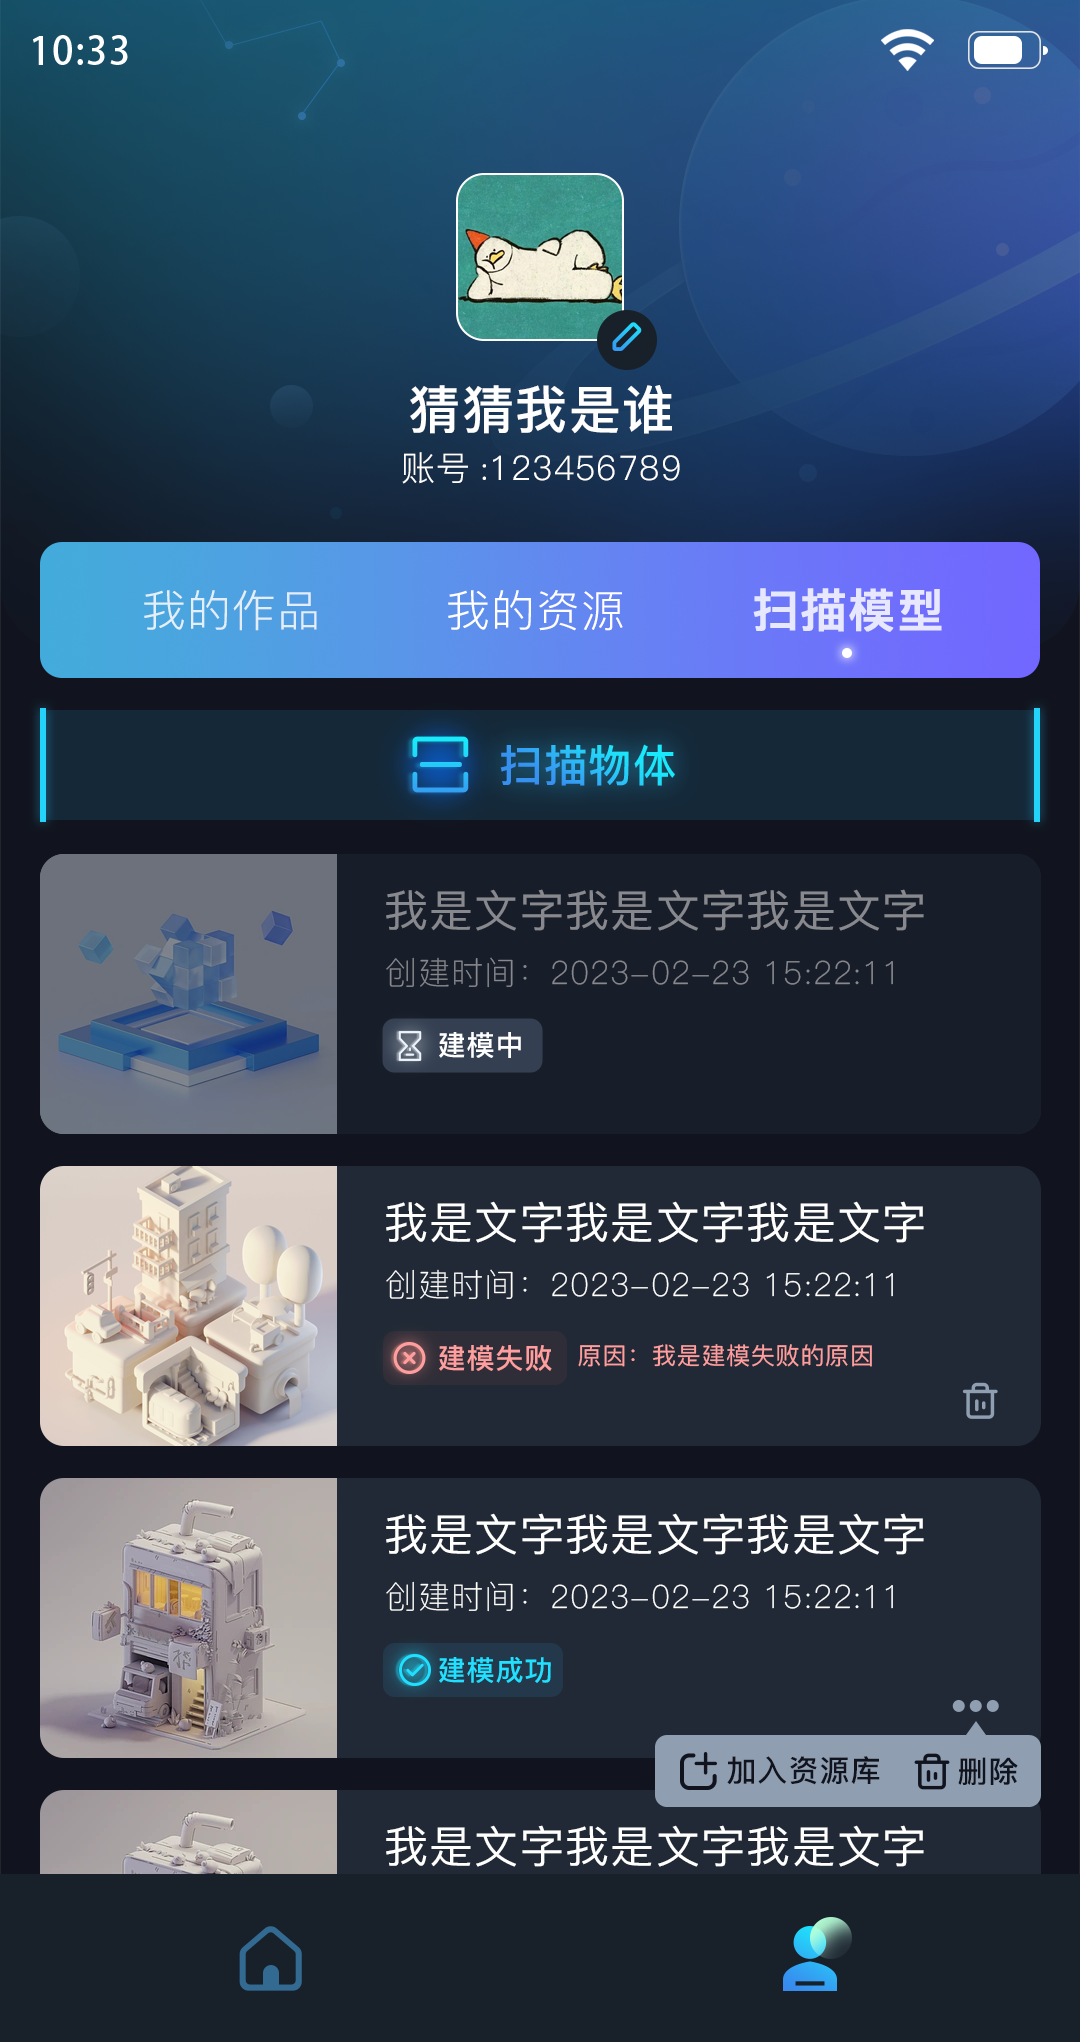 10:33
猜猜我是谁
账号 :123456789
我的作品
我的资源
扫描模型
扫描物体
我是文字我是文字我是文字
创建时间：2023-02-23 15:22:11
建模中
我是文字我是文字我是文字
创建时间：2023-02-23 15:22:11
建模失败 原因：我是建模失败的原因
我是文字我是文字我是文字
创建时间：2023-02-23 15:22:11
建模成功
加入资源库 删除
我是文字我是文字我是文字